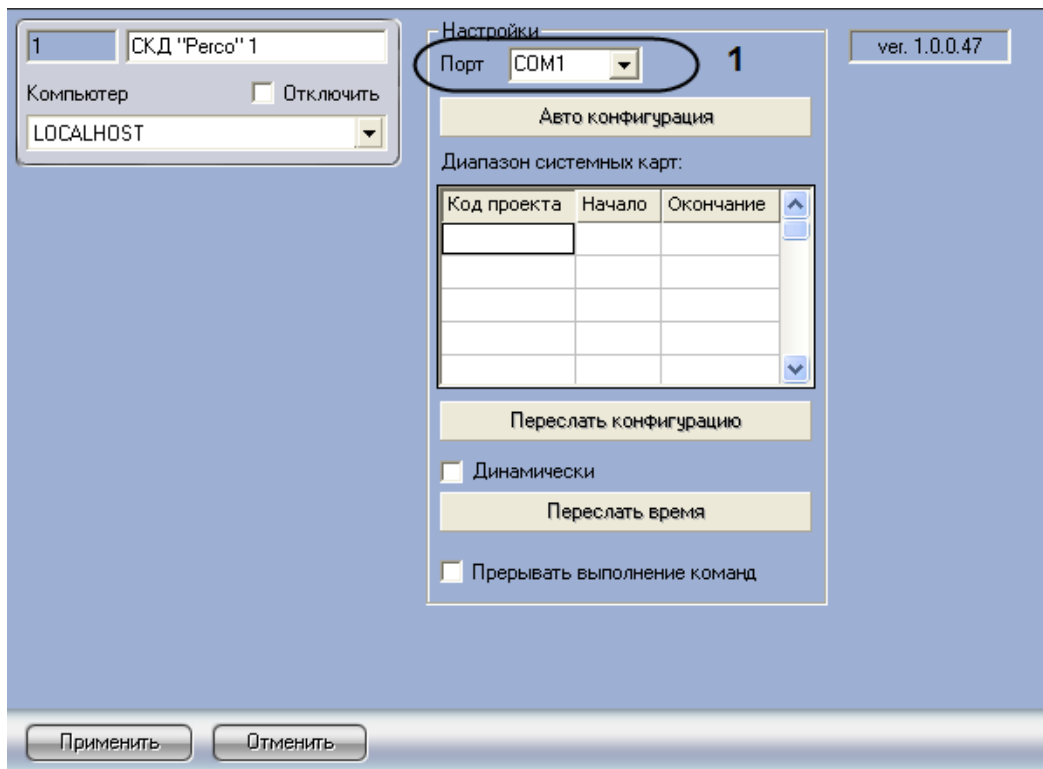 1
СКД "Perco" 1
Компьютер
Отключить
LOCALHOST
Настройки
Порт COM1
1
Авто конфигурация
Диапазон системных карт:
Код проекта Начало Окончание
Переслать конфигурацию
Динамически
Переслать время
Прерывать выполнение команд
ver. 1.0.0.47
Применить
Отменить